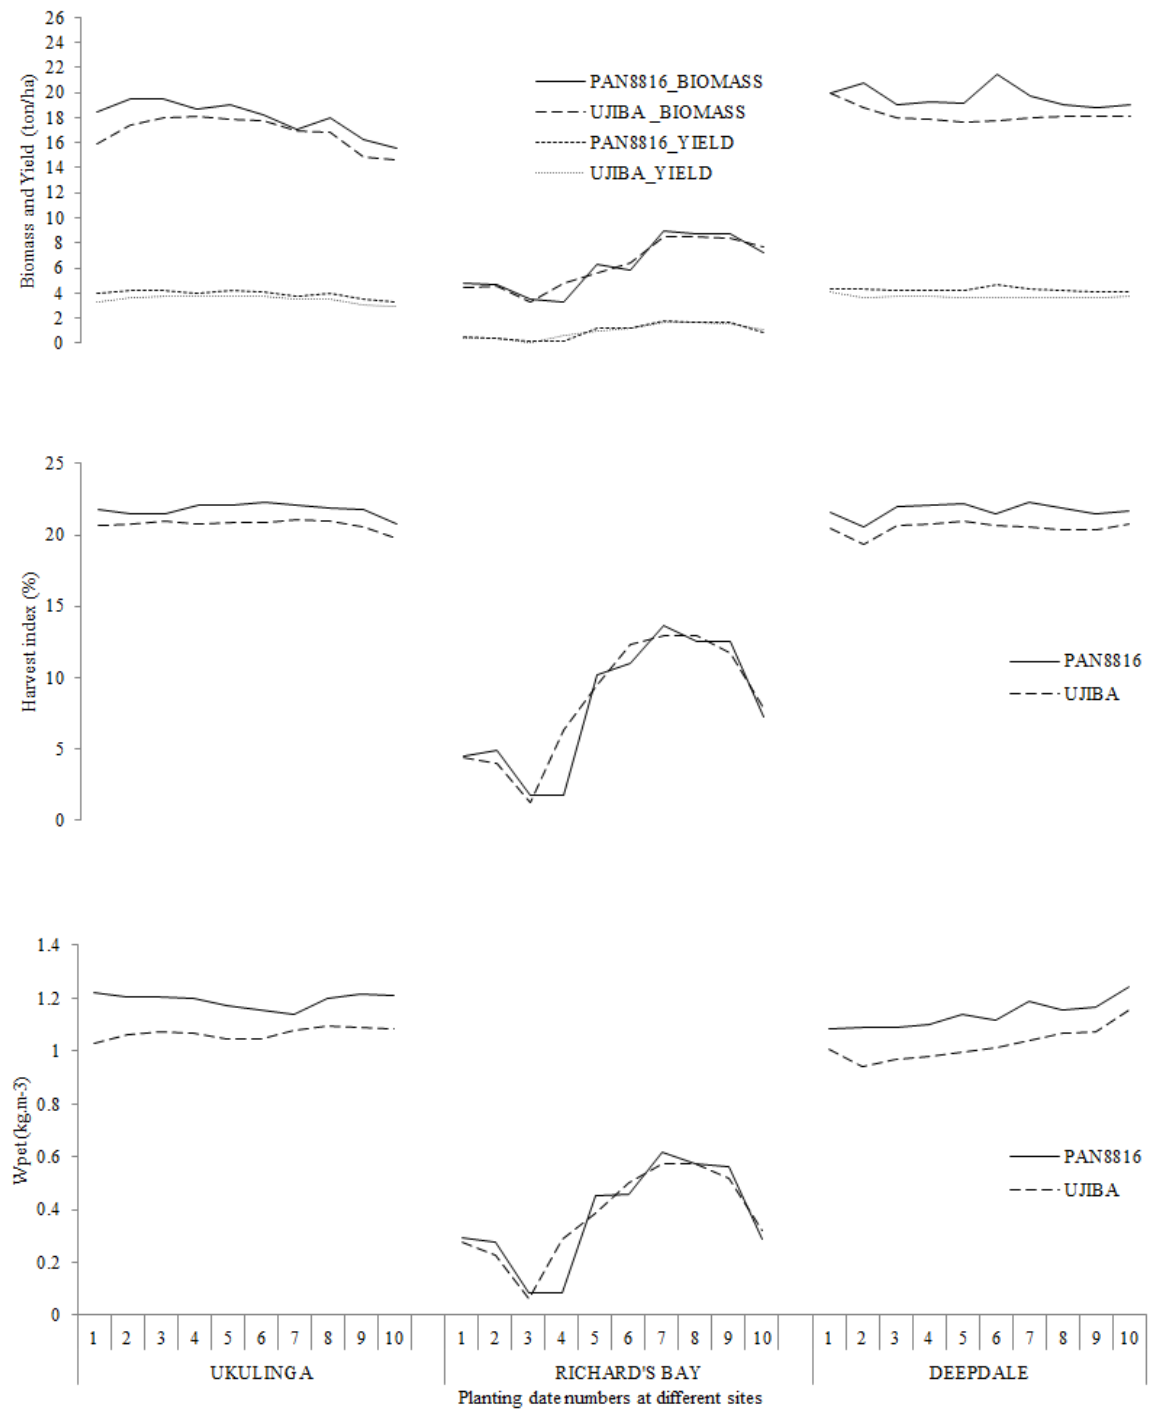 26
24
22
20
18
16
14
12
10
8
6
4
2
0
Biomass and Yield (ton/ha)
PAN8816_BIOMASS
UJIBA _BIOMASS
PAN8816_YIELD
UJIBA_YIELD
25
20
15
10
5
0
Harvest index (%)
PAN8816
UJIBA
1.4
1.2
1
0.8
0.6
0.4
0.2
0
Wpet (kg.m-3)
PAN8816
UJIBA
1 2 3 4 5 6 7 8 9 10 1 2 3 4 5 6 7 8 9 10 1 2 3 4 5 6 7 8 9 10
UKULINGA RICHARD'S BAY DEEPDALE
Planting date numbers at different sites